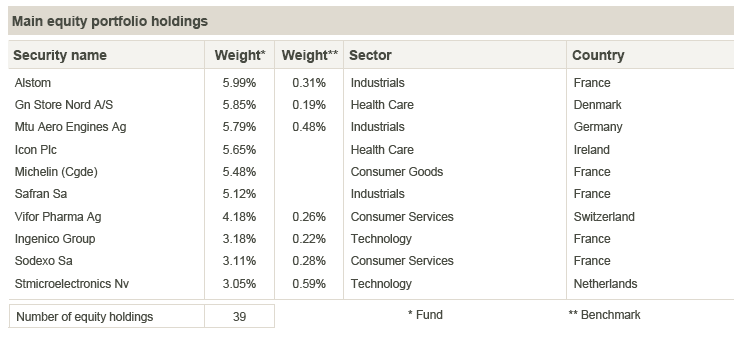 Main equity portfolio holdings
Security name Weight* Weight** Sector Country
Alstom 5.99% 0.31% Industrials France
Gn Store Nord A/S 5.85% 0.19% Health Care Denmark
Mtu Aero Engines Ag 5.79% 0.48% Industrials Germany
Icon Plc 5.65% Health Care Ireland
Michelin (Cgde) 5.48% Consumer Goods France
Safran Sa 5.12% Industrials France
Vifor Pharma Ag 4.18% 0.26% Consumer Services Switzerland
Ingenico Group 3.18% 0.22% Technology France
Sodexo Sa 3.11% 0.28% Consumer Services France
Stmicroelectronics Nv 3.05% 0.59% Technology Netherlands
Number of equity holdings 39 * Fund ** Benchmark